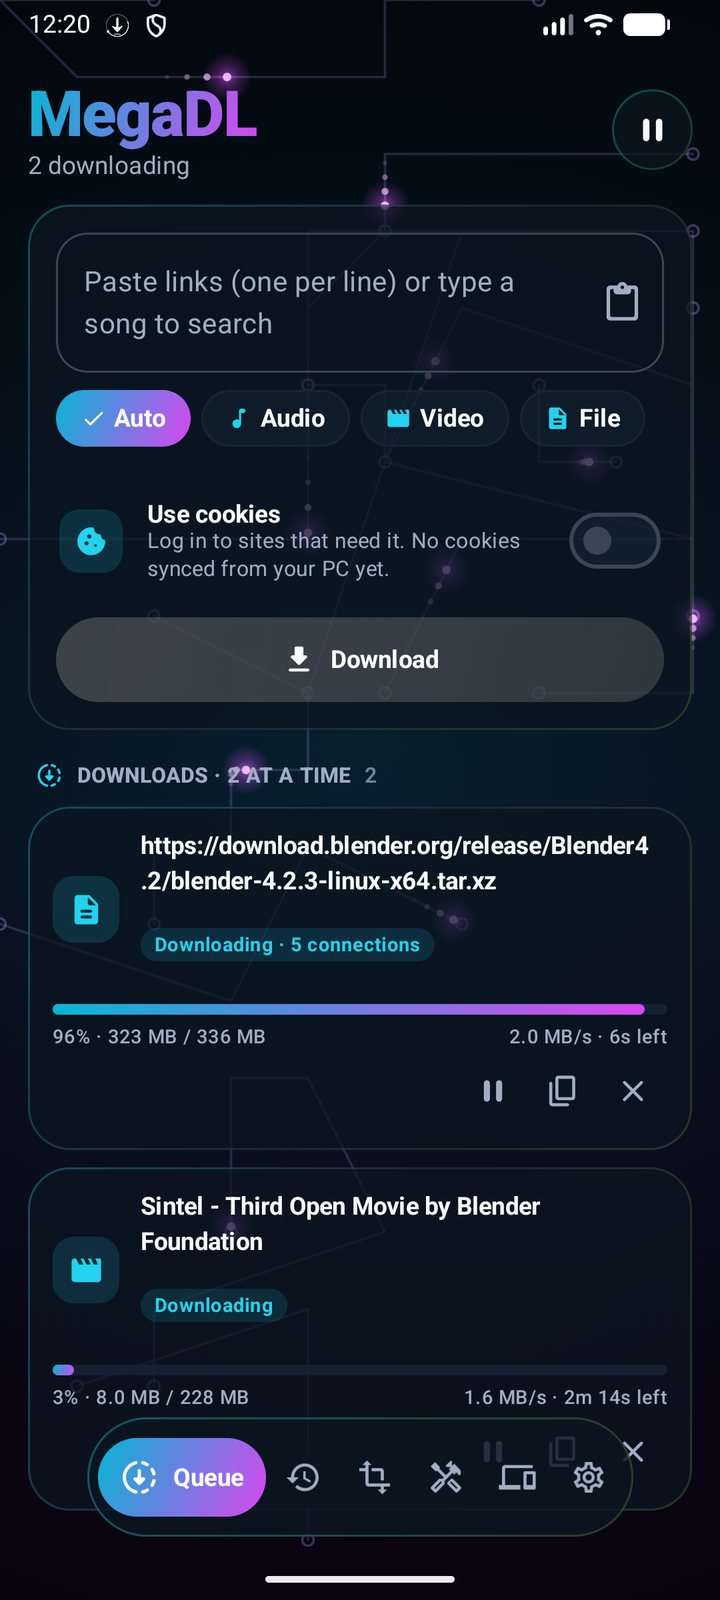 12:20
MegaDL
2 downloading
Paste links (one per line) or type a
song to search
Auto
Audio
Video
File
Use cookies
Log in to sites that need it. No cookies
synced from your PC yet.
Download
DOWNLOADS · 2 AT A TIME 2
https://download.blender.org/release/Blender4
.2/blender-4.2.3-linux-x64.tar.xz
Downloading · 5 connections
96% · 323 MB / 336 MB
2.0 MB/s · 6s left
Sintel - Third Open Movie by Blender
Foundation
Downloading
3% · 8.0 MB / 228 MB
1.6 MB/s · 2m 14s left
Queue